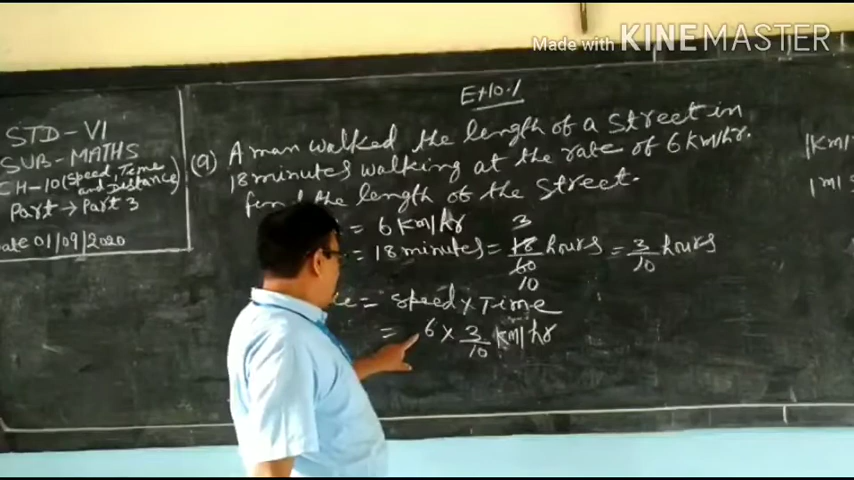 Made with KINEMASTER
Ex 10.1
STD - VI
SUB - MATHS
CH-10 (Speed, Time and Distance)
Part → Part 3
Date 01/09/2020
(9) A man walked the length of a street in
18 minutes walking at the rate of 6 km/hr.
find the length of the street.
= 6 km/hr
= 18 minutes = 18/60 hours = 3/10 hours
3
10
= speed x Time
= 6 x 3/10 km/hr
1 km/
1 m/s